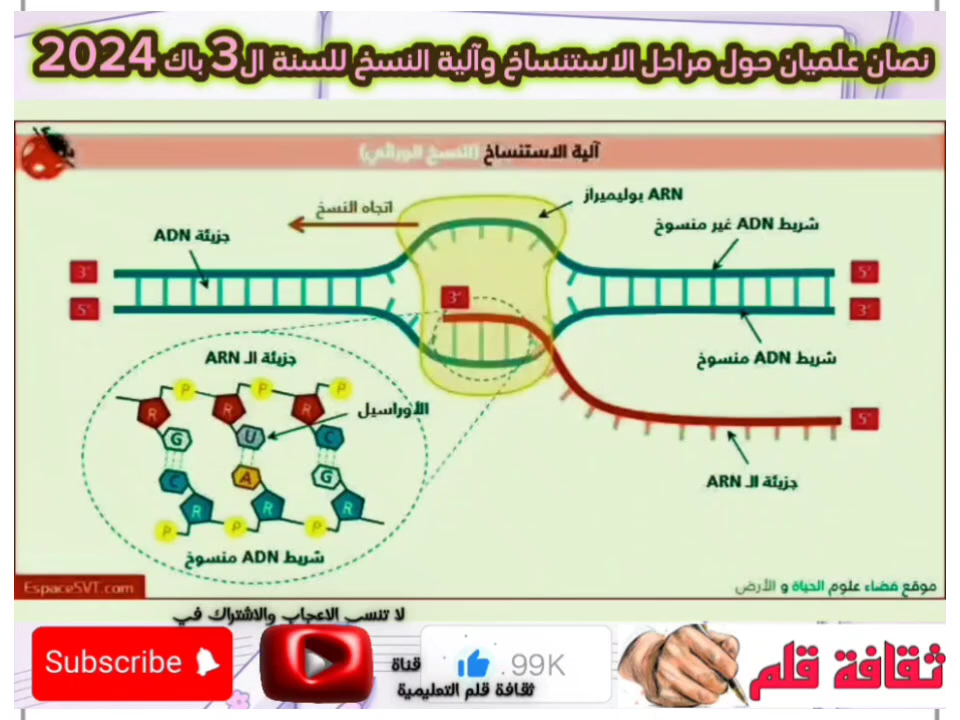 نصان علميان حول مراحل الاستنساخ وآلية النسخ للسنة ال3 باك 2024
آلية الاستنساخ (النسخ الوراثي)
ARN بوليميراز
اتجاه النسخ
شريط ADN غير منسوخ
جزيئة ADN
3'
5'
5'
3'
3'
شريط ADN منسوخ
جزيئة الـ ARN
P P P
R R R
الأوراسيل
5'
G U C
C A G
R R R
P P P
جزيئة الـ ARN
شريط ADN منسوخ
EspaceSVT.com
موقع فضاء علوم الحياة و الأرض
لا تنسى الاعجاب والاشتراك في
Subscribe
قناة
.99K
ثقافة قلم التعليمية
ثقافة قلم